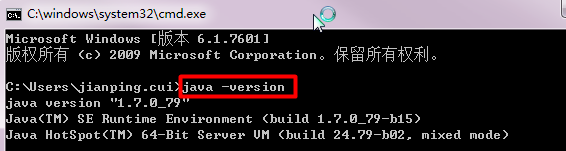 C:\windows\system32\cmd.exe
Microsoft Windows [版本 6.1.7601]
版权所有 (c) 2009 Microsoft Corporation。保留所有权利。
C:\Users\jianping.cui>java -version
java version "1.7.0_79"
Java(TM) SE Runtime Environment (build 1.7.0_79-b15)
Java HotSpot(TM) 64-Bit Server VM (build 24.79-b02, mixed mode)